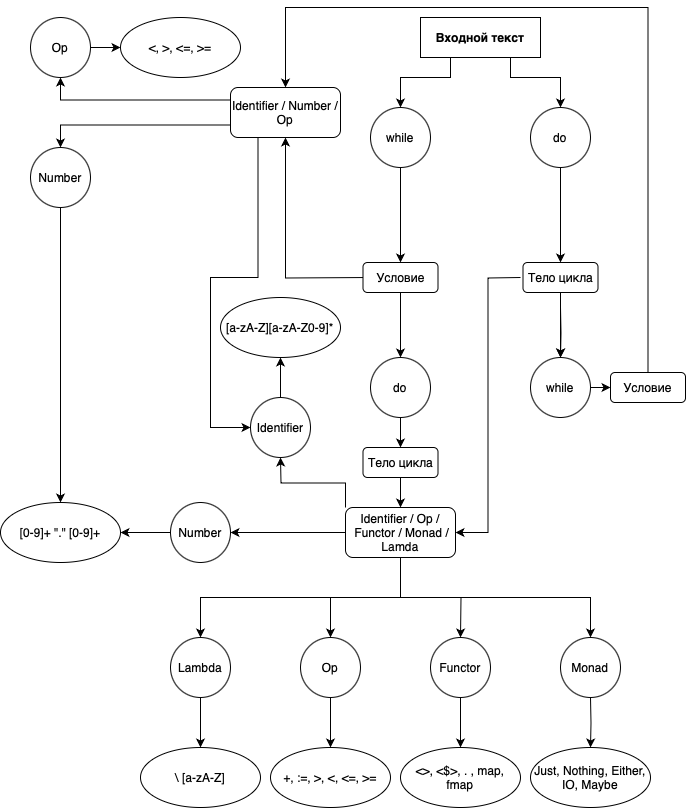 Входной текст
Op
<, >, <=, >=
Identifier / Number /
Op
while
do
Number
Условие
Тело цикла
[a-zA-Z][a-zA-Z0-9]*
do
while
Условие
Identifier
Тело цикла
Identifier / Op /
Functor / Monad /
Lamda
[0-9]+ "." [0-9]+
Number
Lambda
Op
Functor
Monad
\ [a-zA-Z]
+, :=, >, <, <=, >=
<>, <$>, . , map,
fmap
Just, Nothing, Either,
IO, Maybe